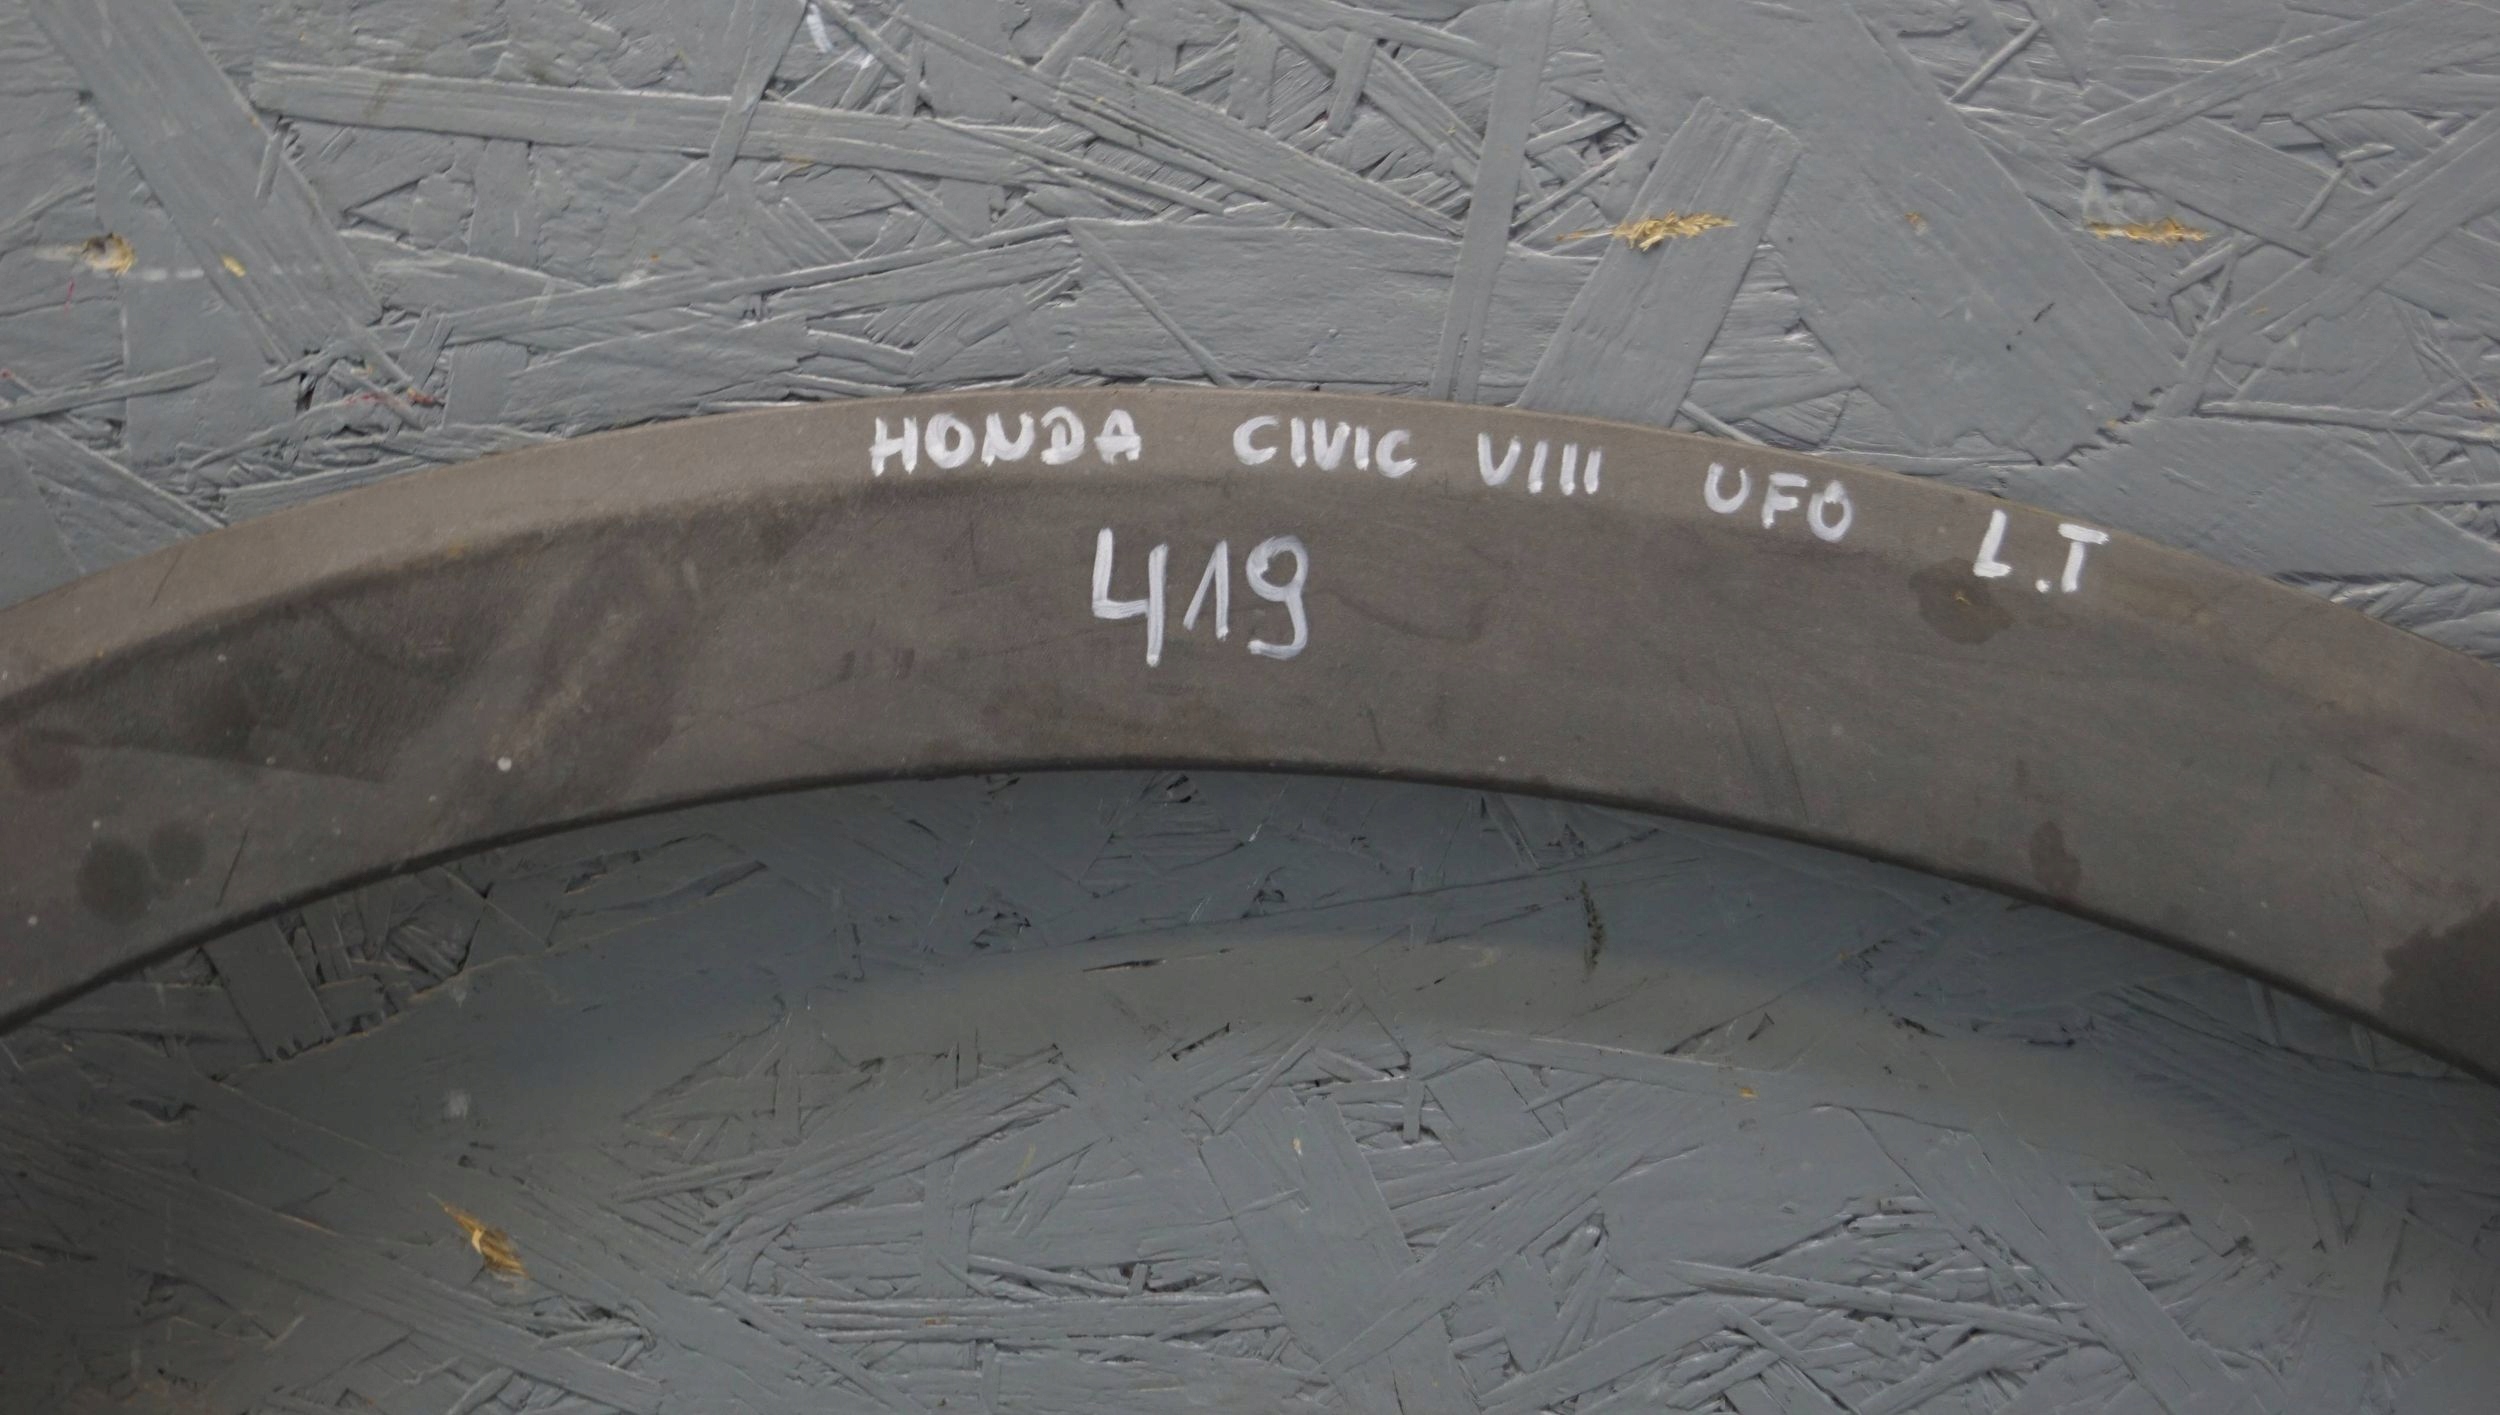 HONDA CIVIC VIII UFO L.T
419